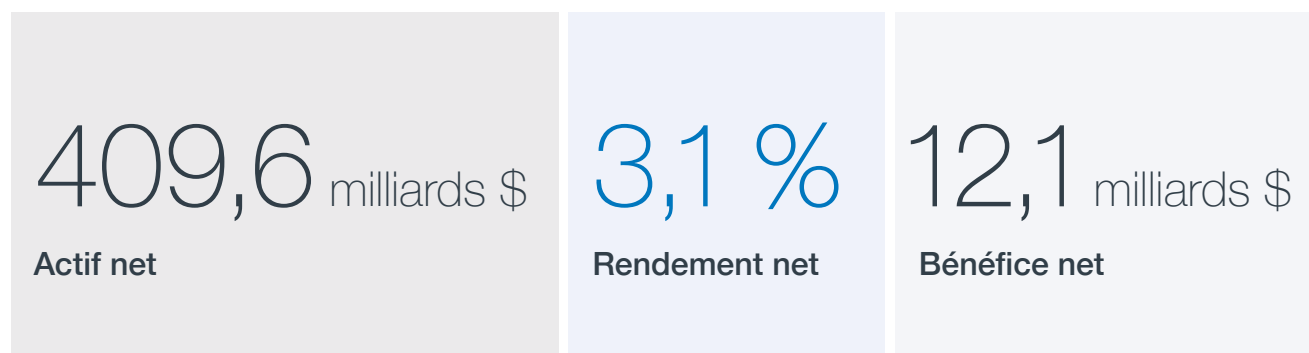 409,6 milliards $
Actif net
3,1 %
Rendement net
12,1 milliards $
Bénéfice net